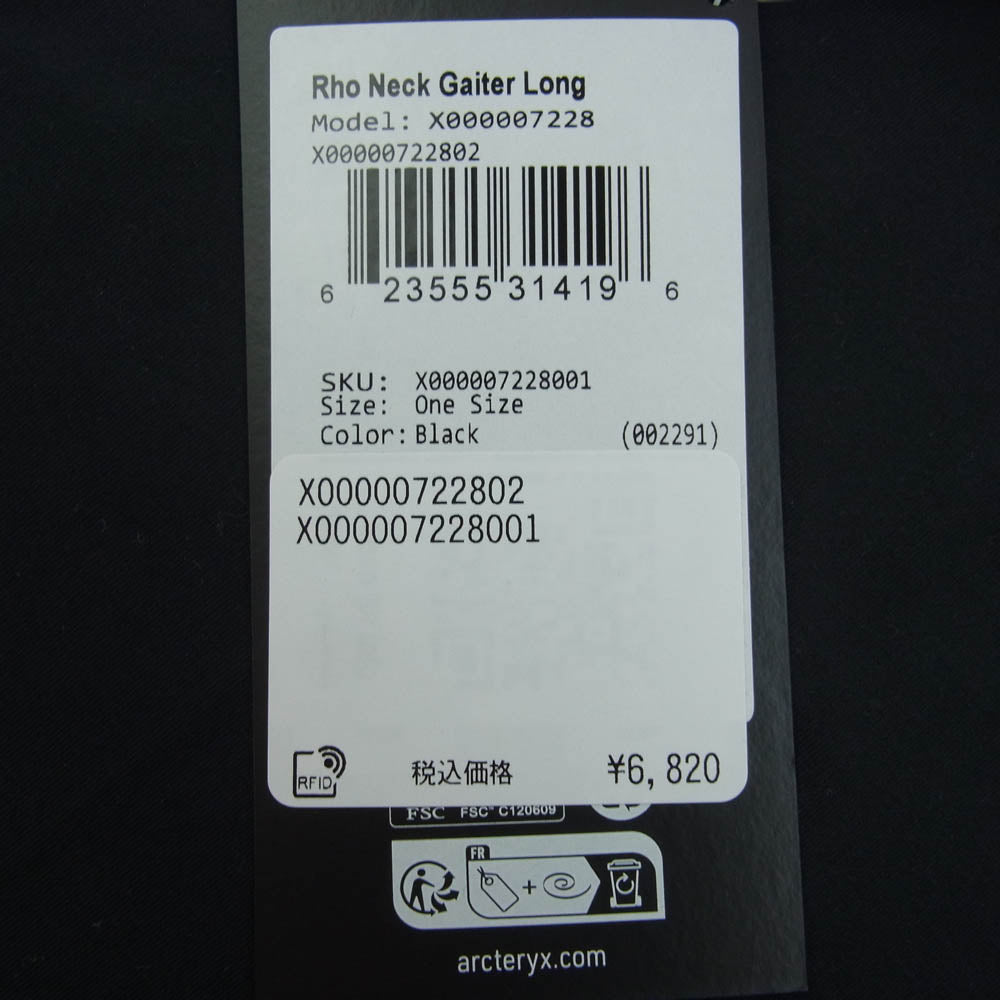 Rho Neck Gaiter Long
Model: X000007228
X00000722802
6 23555 31419 6
SKU: X000007228001
Size: One Size
Color: Black (002291)
X00000722802
X000007228001
RFID 税込価格 ¥6,820
FSC FSC™ C120609
FR
+
arcteryx.com